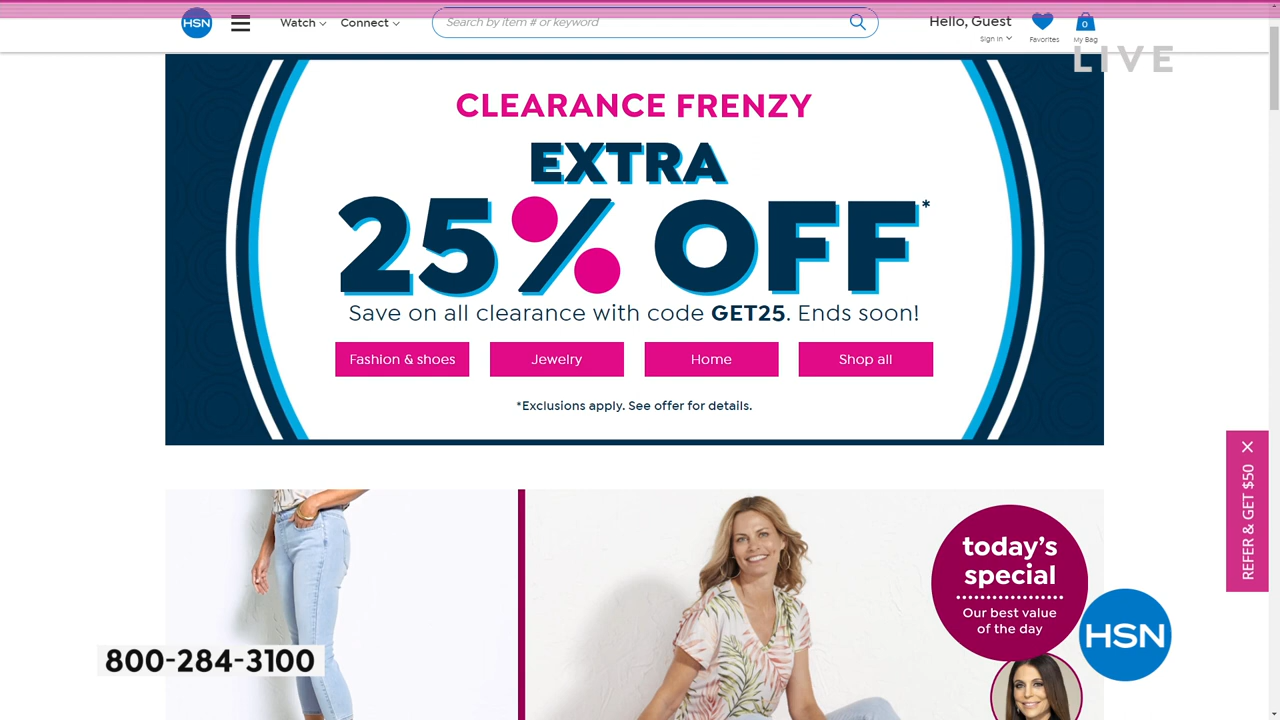 HSN
Watch
Connect
Search by item # or keyword
Hello, Guest
Sign in
Favorites
0
My Bag
LIVE
CLEARANCE FRENZY
EXTRA
25% OFF*
Save on all clearance with code GET25. Ends soon!
Fashion & shoes
Jewelry
Home
Shop all
*Exclusions apply. See offer for details.
REFER & GET $50 X
today's
special
Our best value
of the day
HSN
800-284-3100